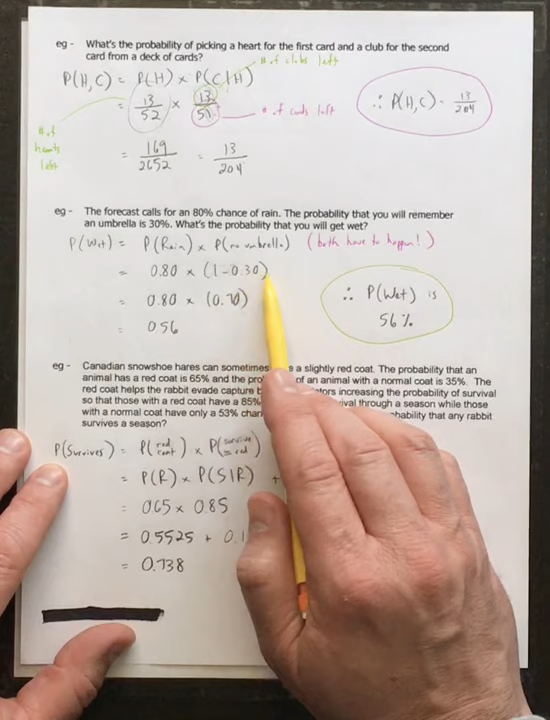 eg - What's the probability of picking a heart for the first card and a club for the second
card from a deck of cards?
# of clubs left
P(H,C) = P(H) × P(C|H)
= 13/52 × 13/51
# of cards left
# of
hearts
left
= 169/2652 = 13/204
∴ P(H,C) = 13/204
eg - The forecast calls for an 80% chance of rain. The probability that you will remember
an umbrella is 30%. What's the probability that you will get wet?
P(Wet) = P(Rain) × P(no umbrella) (both have to happen!)
= 0.80 × (1-0.30)
= 0.80 × (0.70)
= 0.56
∴ P(Wet) is
56%
eg - Canadian snowshoe hares can sometimes a slightly red coat. The probability that an
animal has a red coat is 65% and the of an animal with a normal coat is 35%. The
red coat helps the rabbit evade capture increasing the probability of survival
so that those with a red coat have a 85% through a season while those
with a normal coat have only a 53% that any rabbit
survives a season?
P(Survives) = P(red coat) × P(survive red)
= P(R) × P(S|R) +
= 0.65 × 0.85
= 0.5525 + 0.1
= 0.738